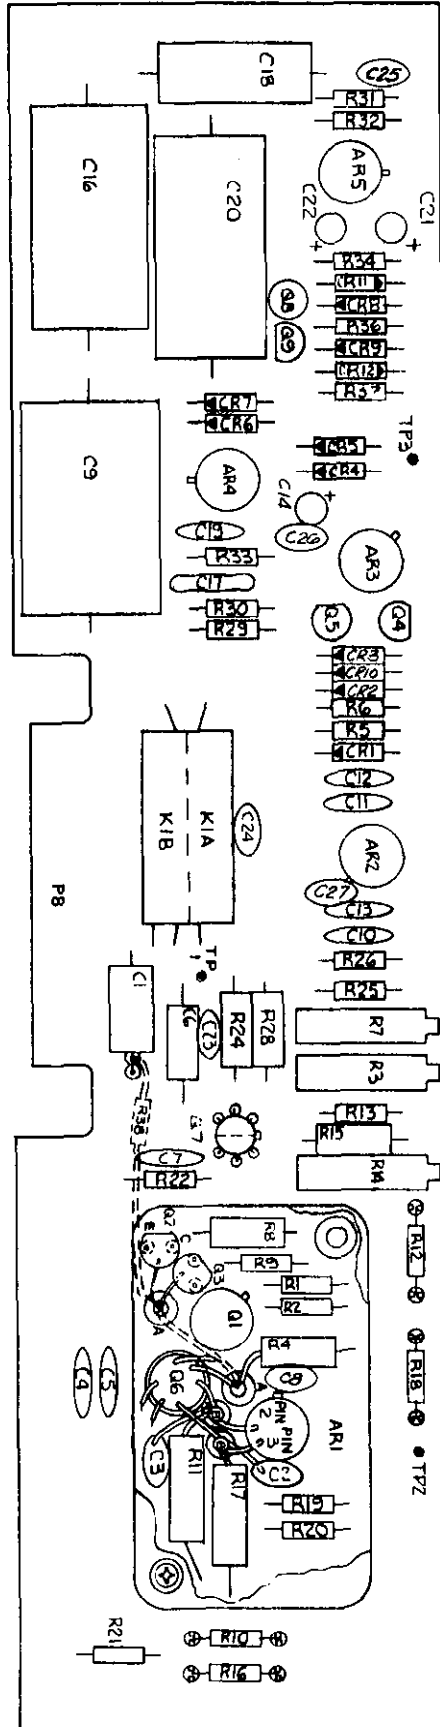 C18
C25
R31
R32
C16
C20
AR5
C22
C21
+
+
R34
CR11
Q8
CR8
R36
Q9
CR9
CR12
R37
CR7
CR6
TP3
CR5
CR4
C9
AR4
C14
+
C19
C26
R33
AR3
C17
R30
Q5
Q4
R29
CR3
CR10
CR2
R6
R5
CR1
C12
K1B
K1A
C24
C11
AR2
C27
P8
C13
C10
TP
1
R26
C1
R25
C6
C23
R24
R28
R7
R3
R38
Q7
R13
R15
C7
R22
R14
Q2
E
C
R8
R12
Q3
R9
R1
A
Q1
R2
R4
C4
C5
Q6
A
C8
R18
PIN
2
PIN
3
AR1
B
C
TP2
C3
R11
C2
R17
R19
R20
R21
R10
R16